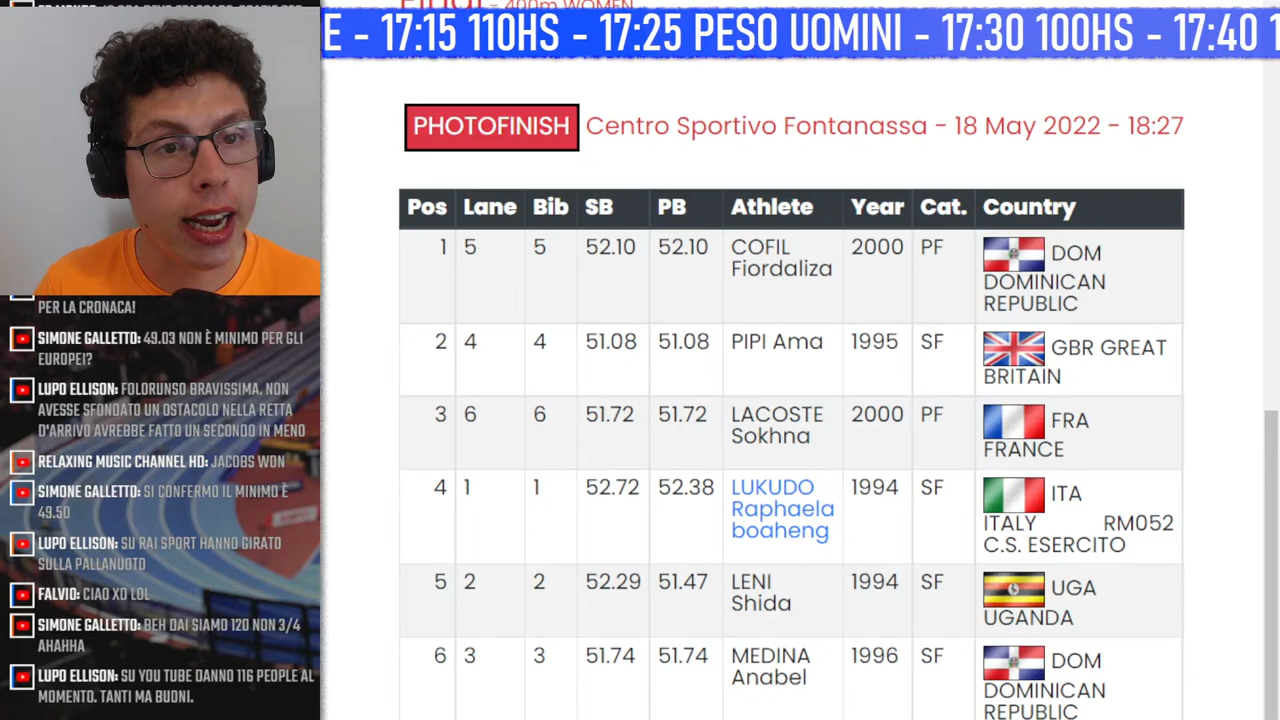 Final - 400m WOMEN
E - 17:15 110HS - 17:25 PESO UOMINI - 17:30 100HS - 17:40 1
PHOTOFINISH Centro Sportivo Fontanassa - 18 May 2022 - 18:27
Pos Lane Bib SB PB Athlete Year Cat. Country
1 5 5 52.10 52.10 COFIL Fiordaliza 2000 PF DOM DOMINICAN REPUBLIC
2 4 4 51.08 51.08 PIPI Ama 1995 SF GBR GREAT BRITAIN
3 6 6 51.72 51.72 LACOSTE Sokhna 2000 PF FRA FRANCE
4 1 1 52.72 52.38 LUKUDO Raphaela boaheng 1994 SF ITA ITALY RM052 C.S. ESERCITO
5 2 2 52.29 51.47 LENI Shida 1994 SF UGA UGANDA
6 3 3 51.74 51.74 MEDINA Anabel 1996 SF DOM DOMINICAN REPUBLIC
PER LA CRONACA!
SIMONE GALLETTO: 49.03 NON È MINIMO PER GLI
EUROPEI?
LUPO ELLISON: FOLORUNSO BRAVISSIMA. NON
AVESSE SFONDATO UN OSTACOLO NELLA RETTA
D'ARRIVO AVREBBE FATTO UN SECONDO IN MENO
RELAXING MUSIC CHANNEL HD: JACOBS WON
SIMONE GALLETTO: SI CONFERMO IL MINIMO È
49.50
LUPO ELLISON: SU RAI SPORT HANNO GIRATO
SULLA PALLANUOTO
FALVIO: CIAO XD LOL
SIMONE GALLETTO: BEH DAI SIAMO 120 NON 3/4
AHAHHA
LUPO ELLISON: SU YOU TUBE DANNO 116 PEOPLE AL
MOMENTO. TANTI MA BUONI.